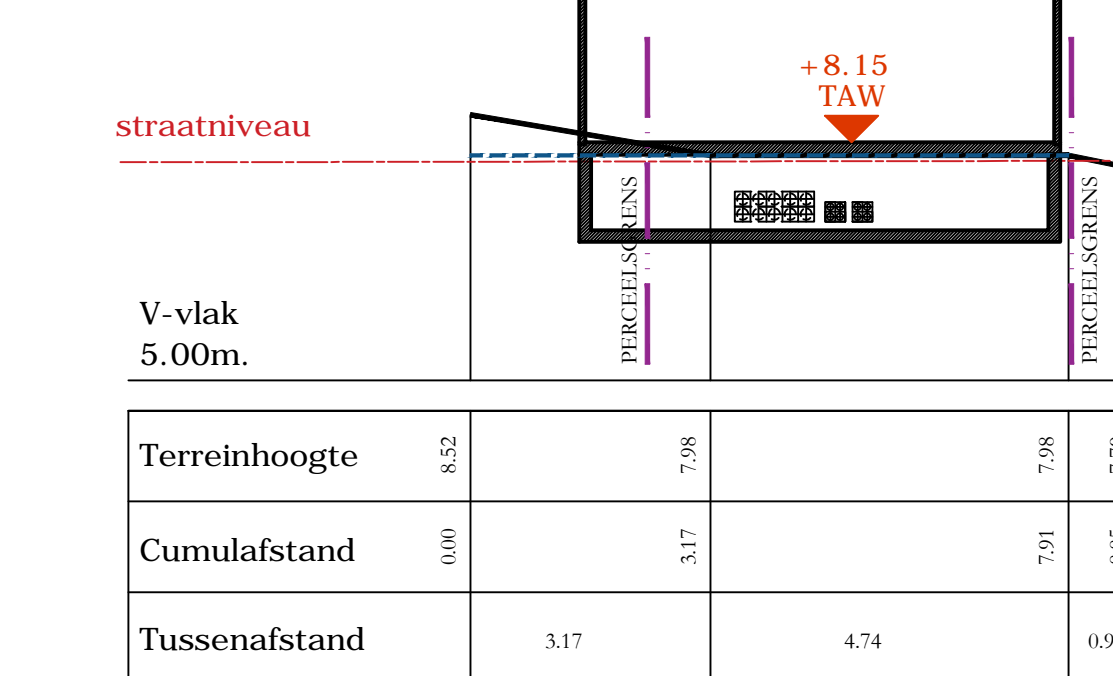 +8.15
TAW
straatniveau
PERCEELSGRENS
PERCEELSGRENS
V-vlak
5.00m.
Terreinhoogte 8.52 7.98 7.98
Cumulafstand 0.00 3.17 7.91
Tussenafstand 3.17 4.74